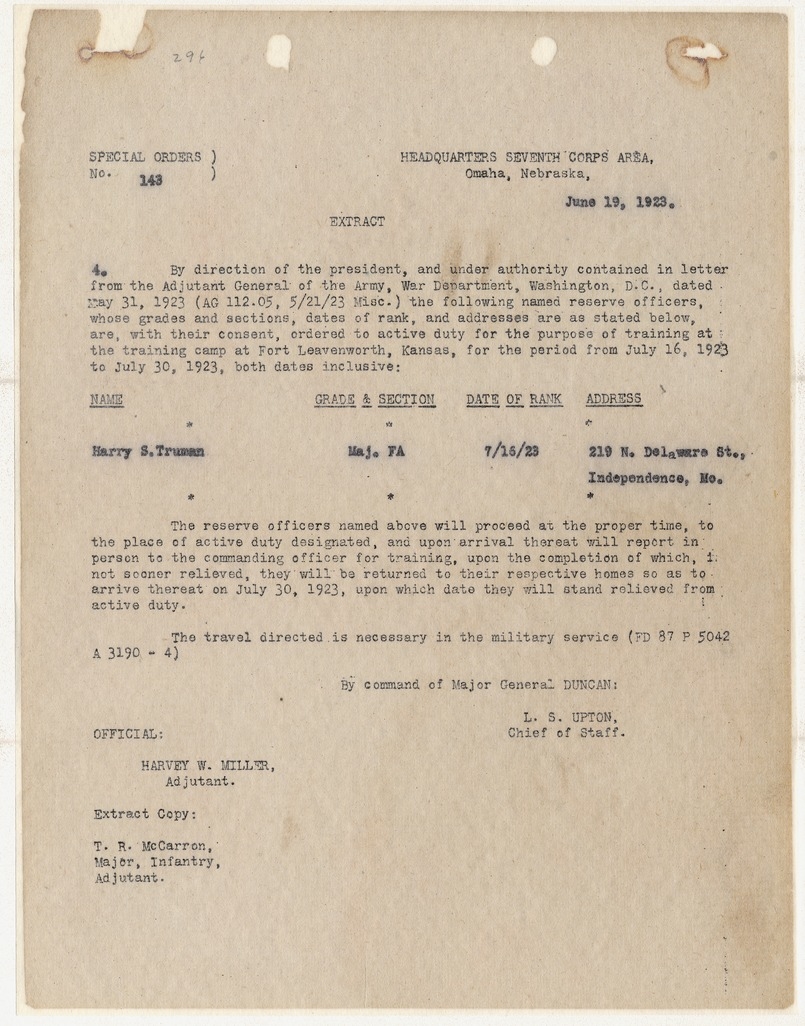 296
SPECIAL ORDERS )
No. 143 )
HEADQUARTERS SEVENTH CORPS AREA,
Omaha, Nebraska,
June 19, 1923.
EXTRACT
4. By direction of the president, and under authority contained in letter
from the Adjutant General of the Army, War Department, Washington, D.C., dated
may 31, 1923 (AG 112.05, 5/21/23 Misc.) the following named reserve officers,
whose grades and sections, dates of rank, and addresses are as stated below,
are, with their consent, ordered to active duty for the purpose of training at
the training camp at Fort Leavenworth, Kansas, for the period from July 16, 1923
to July 30, 1923, both dates inclusive:
NAME GRADE & SECTION DATE OF RANK ADDRESS
* * *
Harry S.Truman Maj. FA 7/16/23 219 N. Delaware St.,
Independence, Mo.
* * *
The reserve officers named above will proceed at the proper time, to
the place of active duty designated, and upon arrival thereat will report in
person to the commanding officer for training, upon the completion of which,
not sooner relieved, they will be returned to their respective homes so as to
arrive thereat on July 30, 1923, upon which date they will stand relieved from
active duty.
The travel directed is necessary in the military service (FD 87 P 5042
A 3190 - 4)
By command of Major General DUNCAN:
L. S. UPTON,
Chief of Staff.
OFFICIAL:
HARVEY W. MILLER,
Adjutant.
Extract Copy:
T. R. McCarron,
Major, Infantry,
Adjutant.